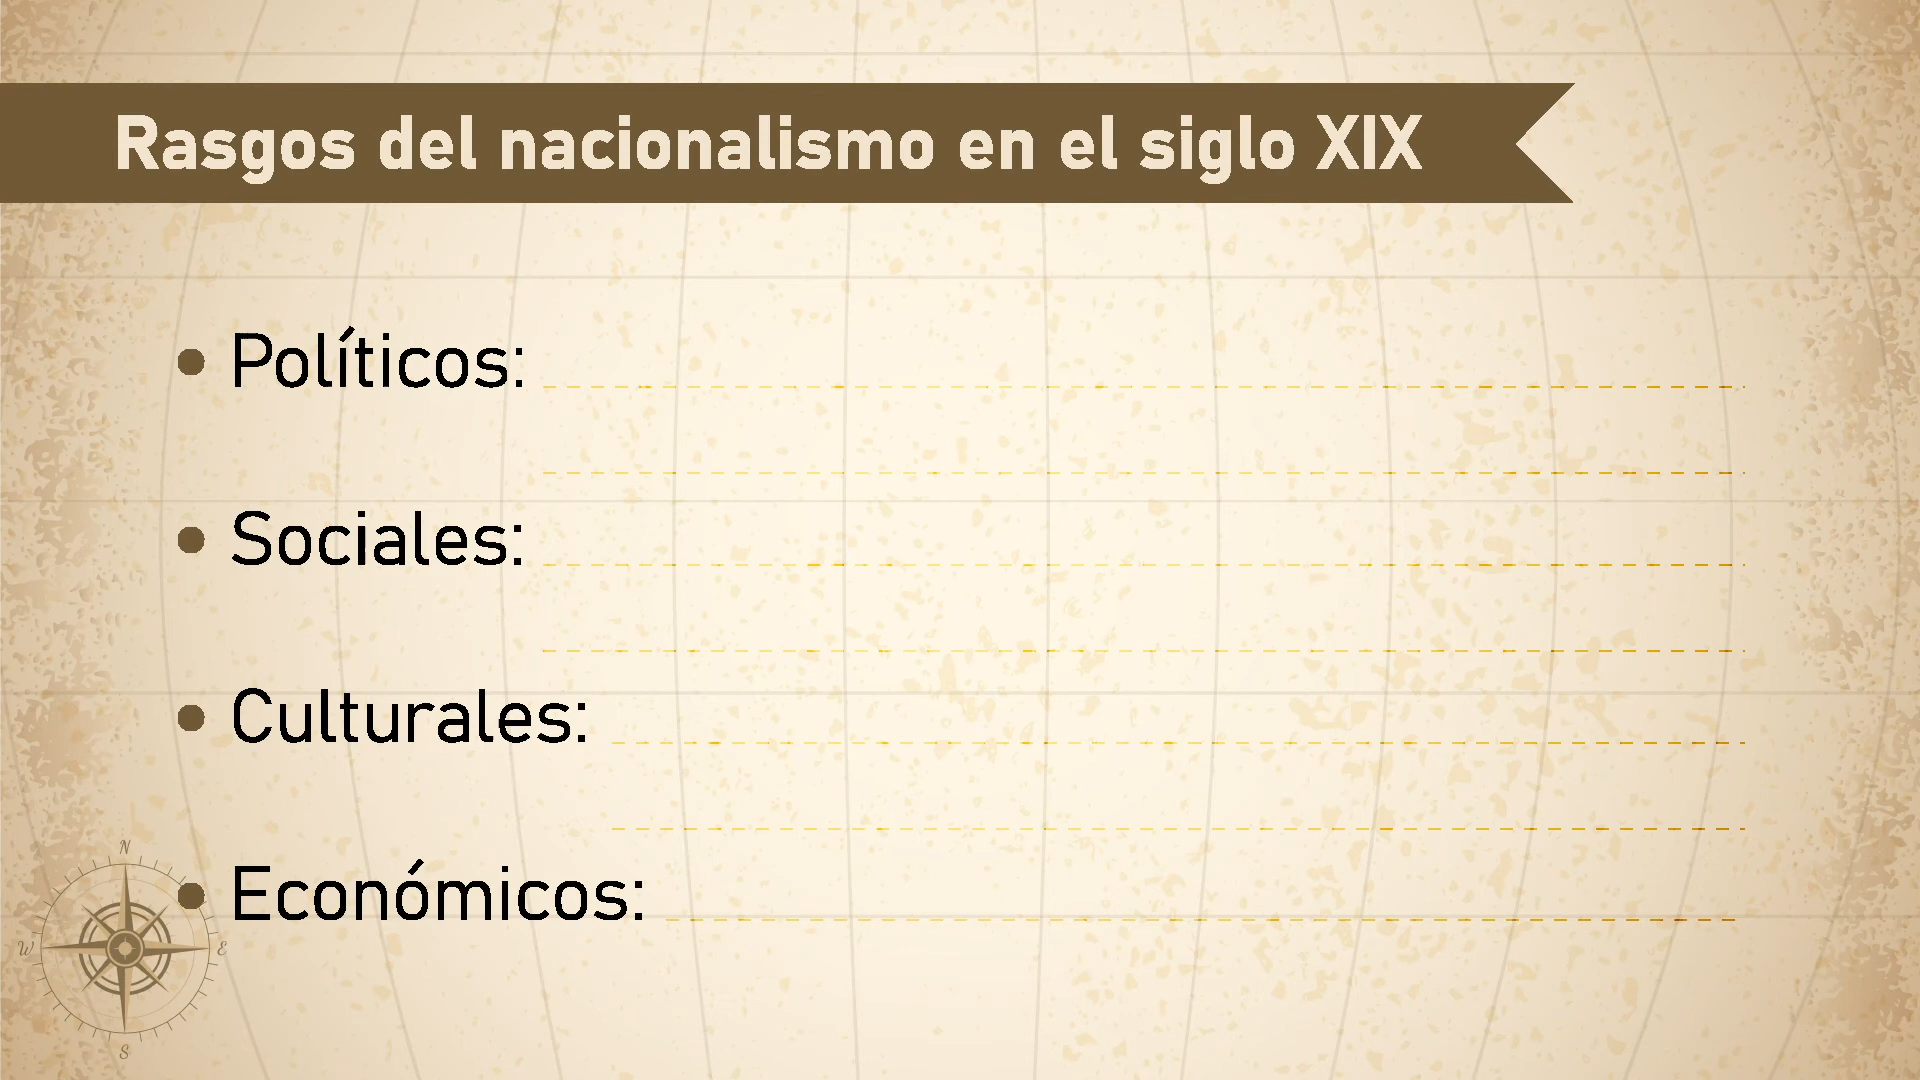 Rasgos del nacionalismo en el siglo XIX
• Políticos:
• Sociales:
• Culturales:
• Económicos:
N
W
E
S